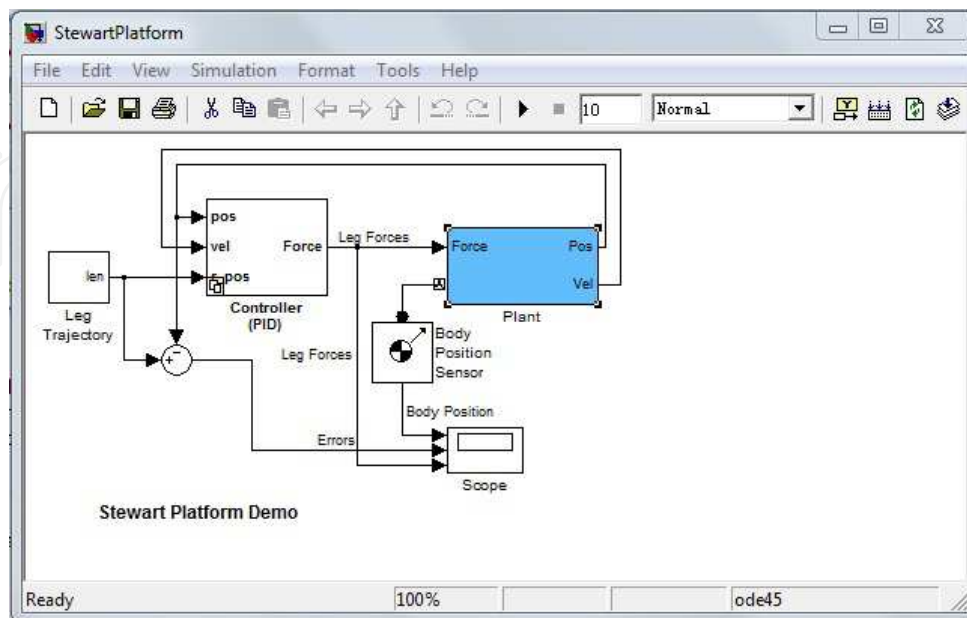 StewartPlatform
File Edit View Simulation Format Tools Help
10 Normal
pos
vel Force
r_pos
Controller
(PID)
len
Leg
Trajectory
Leg Forces
Force Pos
Vel
Plant
+ -
Leg Forces
Body
Position
Sensor
Body Position
Errors
Scope
Stewart Platform Demo
Ready 100% ode45